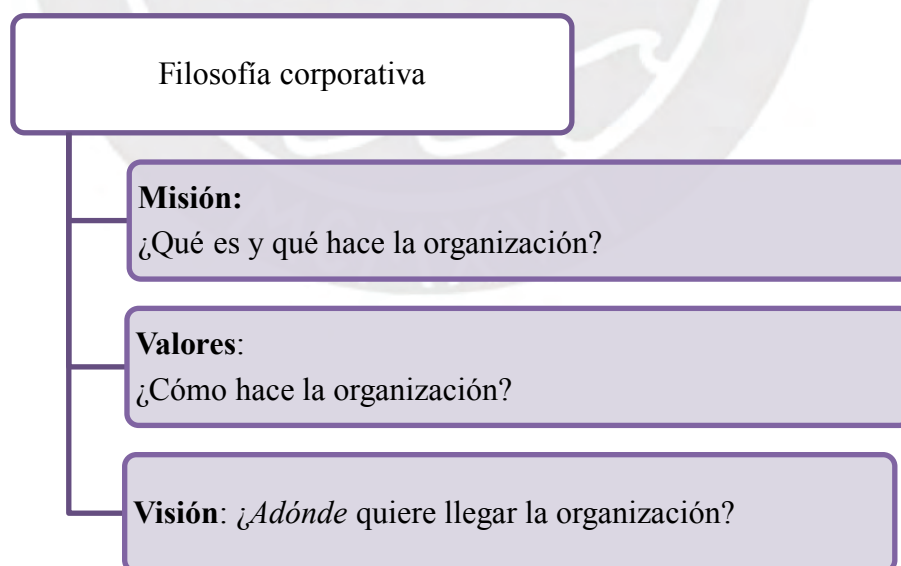 Filosofía corporativa
Misión:
¿Qué es y qué hace la organización?
Valores:
¿Cómo hace la organización?
Visión: ¿Adónde quiere llegar la organización?